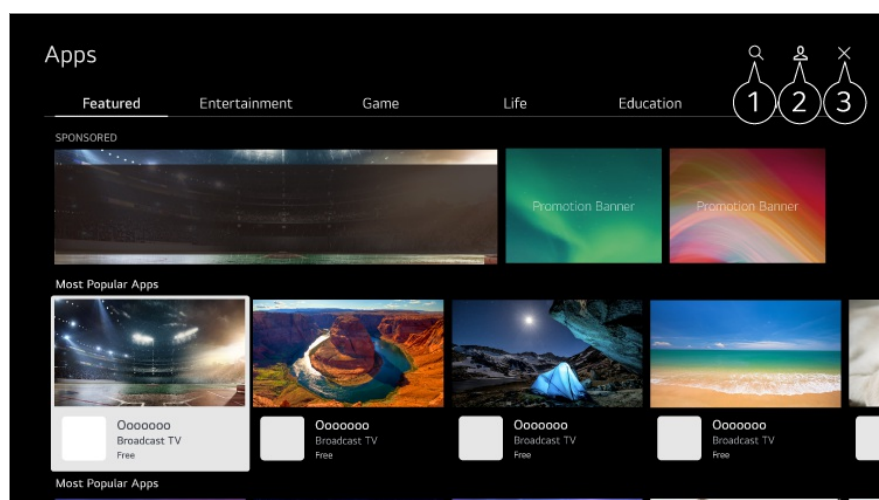 Apps
Featured Entertainment Game Life Education
1 2 3
SPONSORED
Promotion Banner Promotion Banner
Most Popular Apps
Ooooooo Ooooooo Ooooooo Ooooooo
Broadcast TV Broadcast TV Broadcast TV Broadcast TV
Free Free Free Free
Most Popular Apps